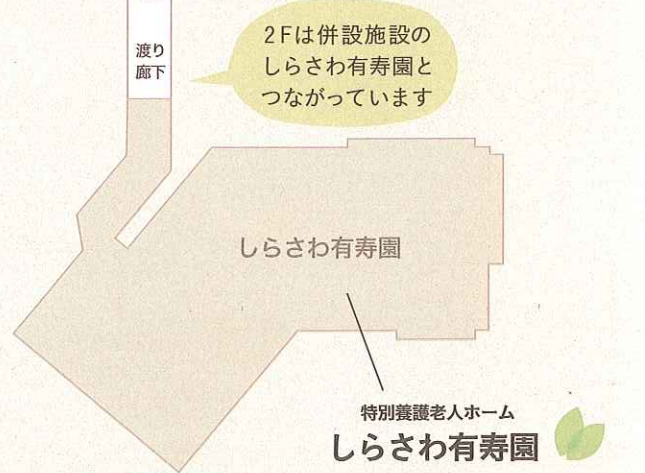 渡り
廊下
2Fは併設施設の
しらさわ有寿園と
つながっています
しらさわ有寿園
特別養護老人ホーム
しらさわ有寿園